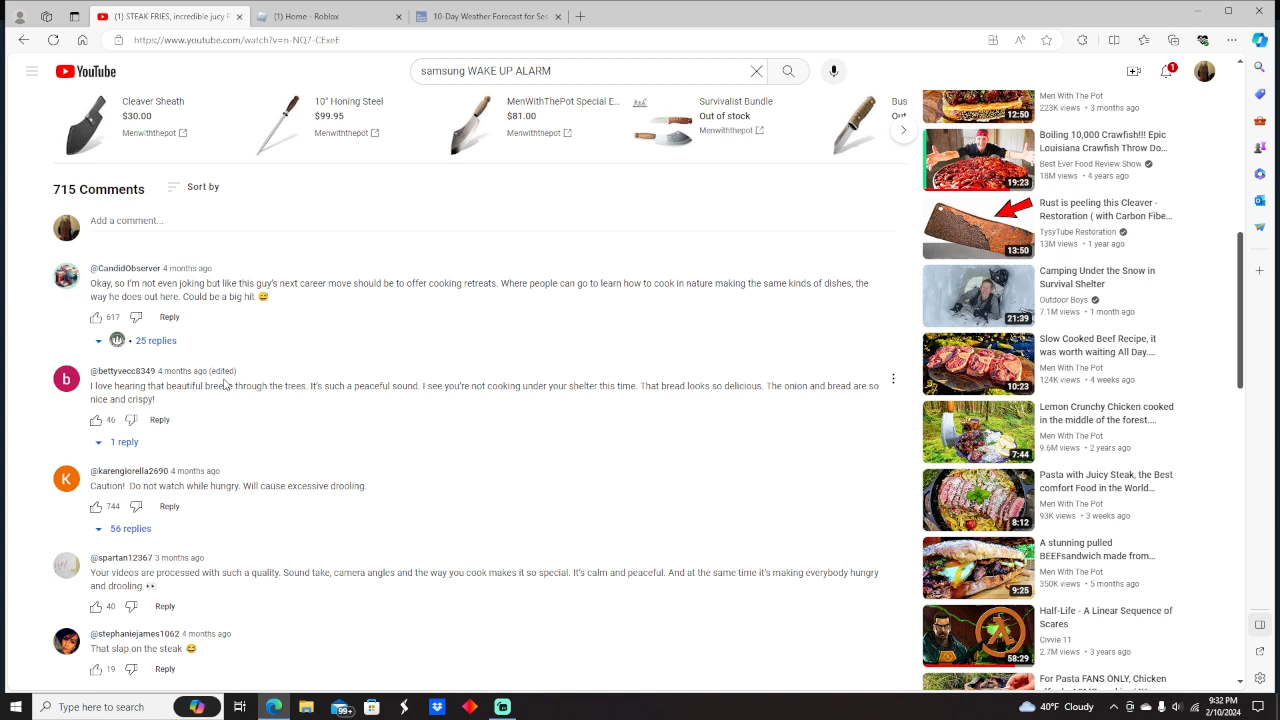 (1) STEAK FRIES, incredible jucy R
(1) Home - Roblox
10-Day Weather Forecast for Ses
https://www.youtube.com/watch?v=n-NQ7-CExeE
YouTube
samsung WAKE UP ALARM
1
Cleaver Sheath
$30.00
Menwiththepot
10" Honing Steel
$99.95
Menwiththepot
MenWithThePot Special E...
$81.00
Menwiththepot
Survivalist Bundle
Out of stock
Menwiththepot
Bus
715 Comments
Sort by
Add a comment...
@CandidObserver 4 months ago
Okay, so I'm not even joking but like this guy's next career move should be to offer cooking retreats. Where people can go to learn how to cook in nature making the same kinds of dishes, the
way he does out here. Could be a big hit 😅
617 Reply
25 replies
@bettyvecc8349 4 months ago (edited)
I love hearing that beautiful breeze through the trees. It's such a peaceful sound. I see you're not cooking under your shelter this time. That bread looks so delicious. The onion and bread are so
nice and crispy!
46 Reply
1 reply
b
@karengiorella2690 4 months ago
Caution! Do not watch while hungry. Will cause excessive drooling.
744 Reply
56 replies
K
@spartan12367 3 months ago
Your videos are processed with such a quality. Sound take, camera angles and the way you cook makes it so special. It's calm and peaceful. And at the same time it's making everybody hungry
and drooling 👀
40 Reply
@stephaniejames1062 4 months ago
That slap on the steak 😂
19 Reply
Men With The Pot
223K views • 3 months ago
12:50
Boiling 10,000 Crawfish!!! Epic
Louisiana Crawfish Throw Do...
Best Ever Food Review Show
18M views • 4 years ago
19:23
Rust is peeling this Cleaver -
Restoration ( with Carbon Fibe...
TysyTube Restoration
13M views • 1 year ago
13:50
Camping Under the Snow in
Survival Shelter
Outdoor Boys
7.1M views • 1 month ago
21:39
Slow Cooked Beef Recipe, it
was worth waiting All Day....
Men With The Pot
124K views • 4 weeks ago
10:23
Lemon Crunchy Chicken cooked
in the middle of the forest....
Men With The Pot
9.6M views • 2 years ago
7:44
Pasta with Juicy Steak, the Best
comfort Food in the World...
Men With The Pot
93K views • 3 weeks ago
8:12
A stunning pulled
BEEFsandwich made from...
Men With The Pot
350K views • 5 months ago
9:25
Half-Life - A Linear Sequence of
Scares
Civvie 11
2.7M views • 3 years ago
58:29
For Pasta FANS ONLY, Chicken
Type here to search
99+
40°F Cloudy
9:32 PM
2/10/2024